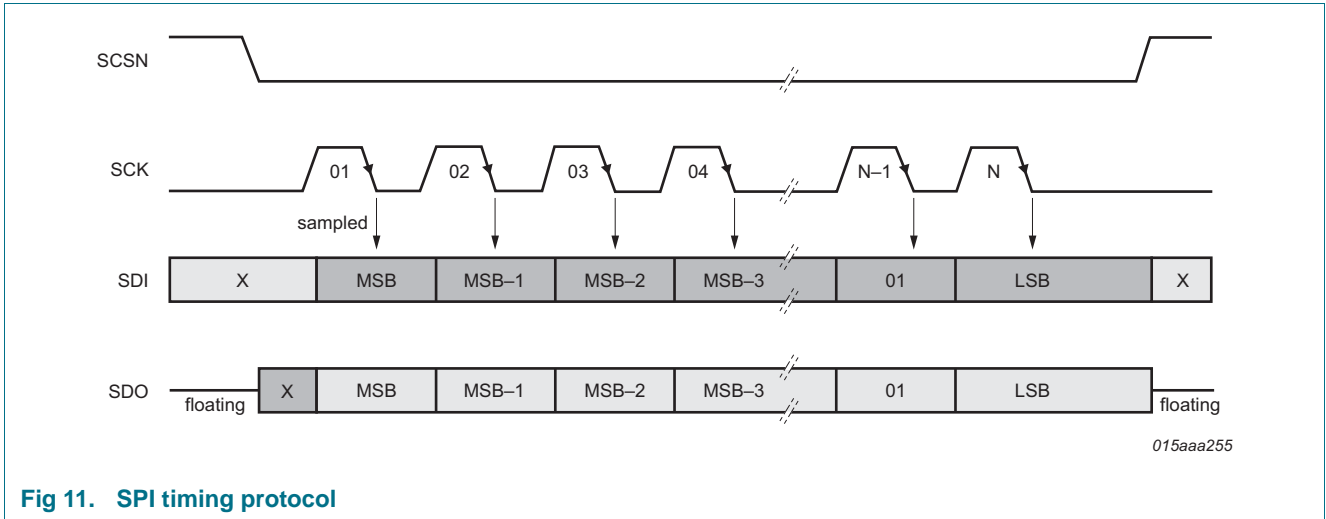 SCSN
SCK 01 02 03 04 N–1 N
sampled
SDI X MSB MSB–1 MSB–2 MSB–3 01 LSB X
SDO floating X MSB MSB–1 MSB–2 MSB–3 01 LSB floating
015aaa255
Fig 11. SPI timing protocol